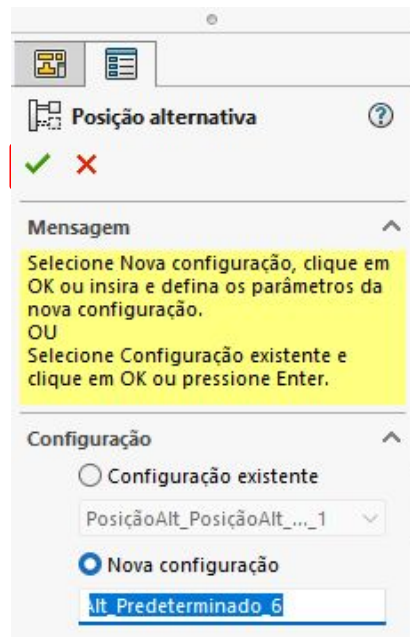 Posição alternativa
Mensagem
Selecione Nova configuração, clique em
OK ou insira e defina os parâmetros da
nova configuração.
OU
Selecione Configuração existente e
clique em OK ou pressione Enter.
Configuração
Configuração existente
PosiçãoAlt_PosiçãoAlt_..._1
Nova configuração
Alt_Predeterminado_6